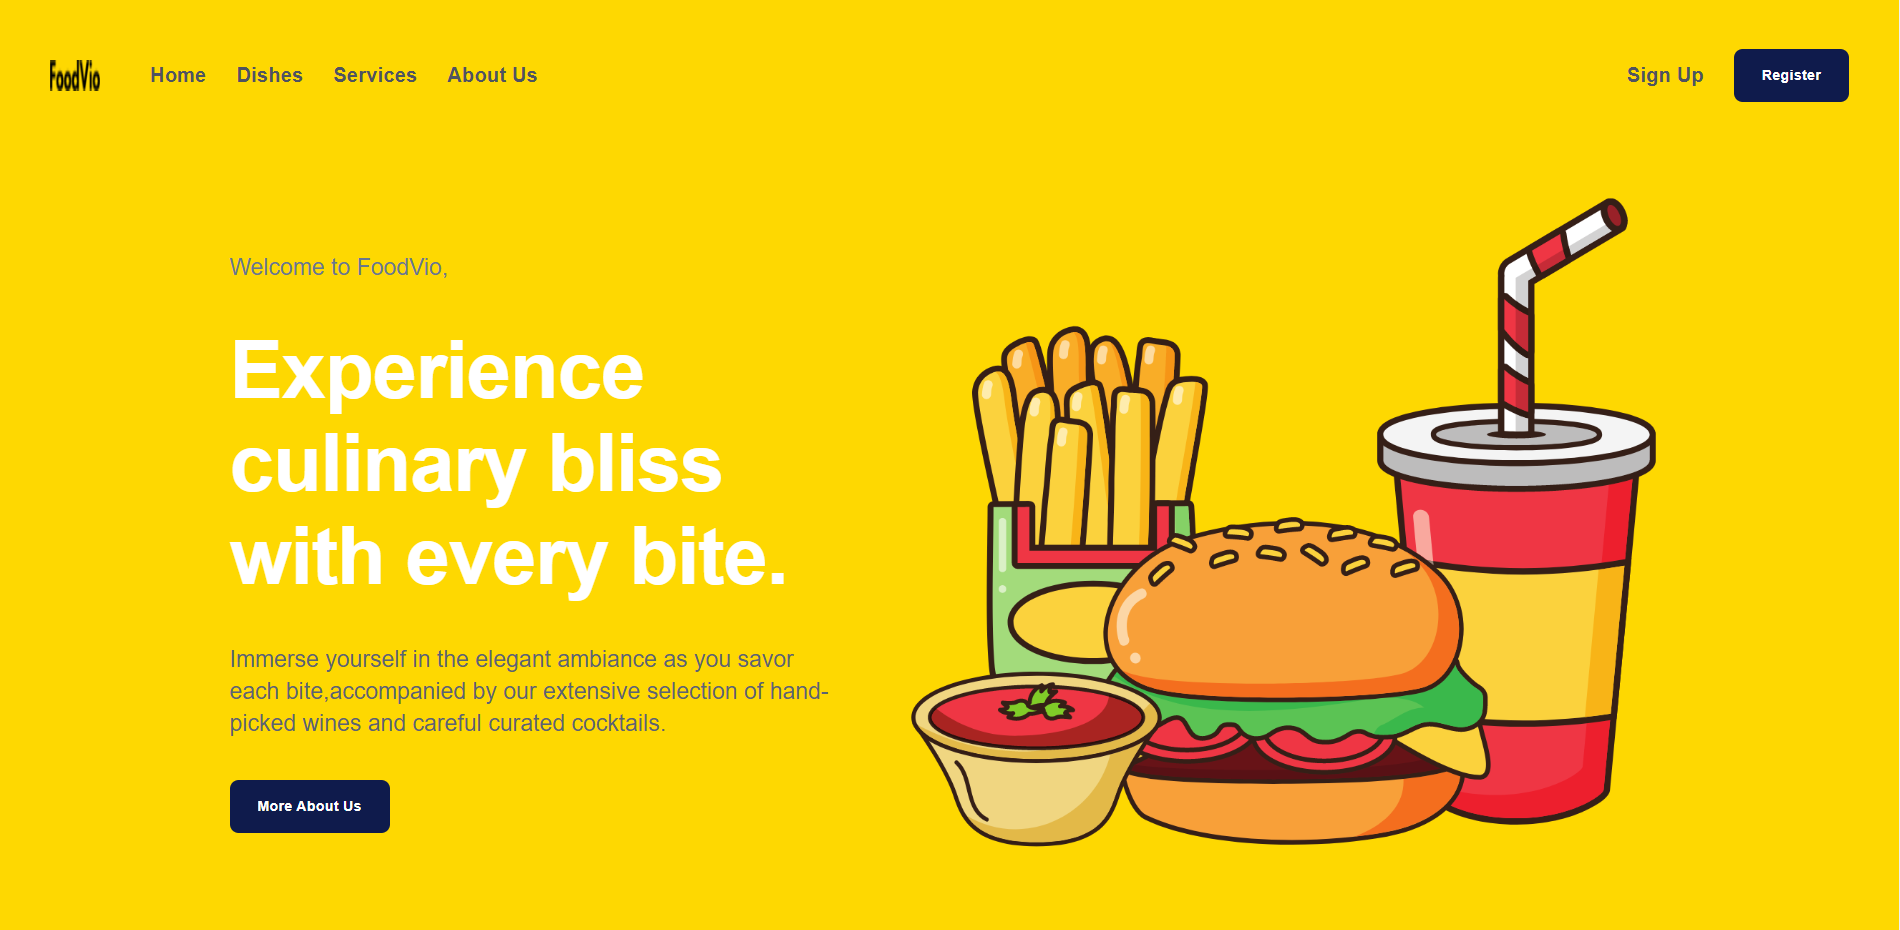 FoodVio
Home Dishes Services About Us
Sign Up Register
Welcome to FoodVio,
Experience
culinary bliss
with every bite.
Immerse yourself in the elegant ambiance as you savor
each bite,accompanied by our extensive selection of hand-
picked wines and careful curated cocktails.
More About Us